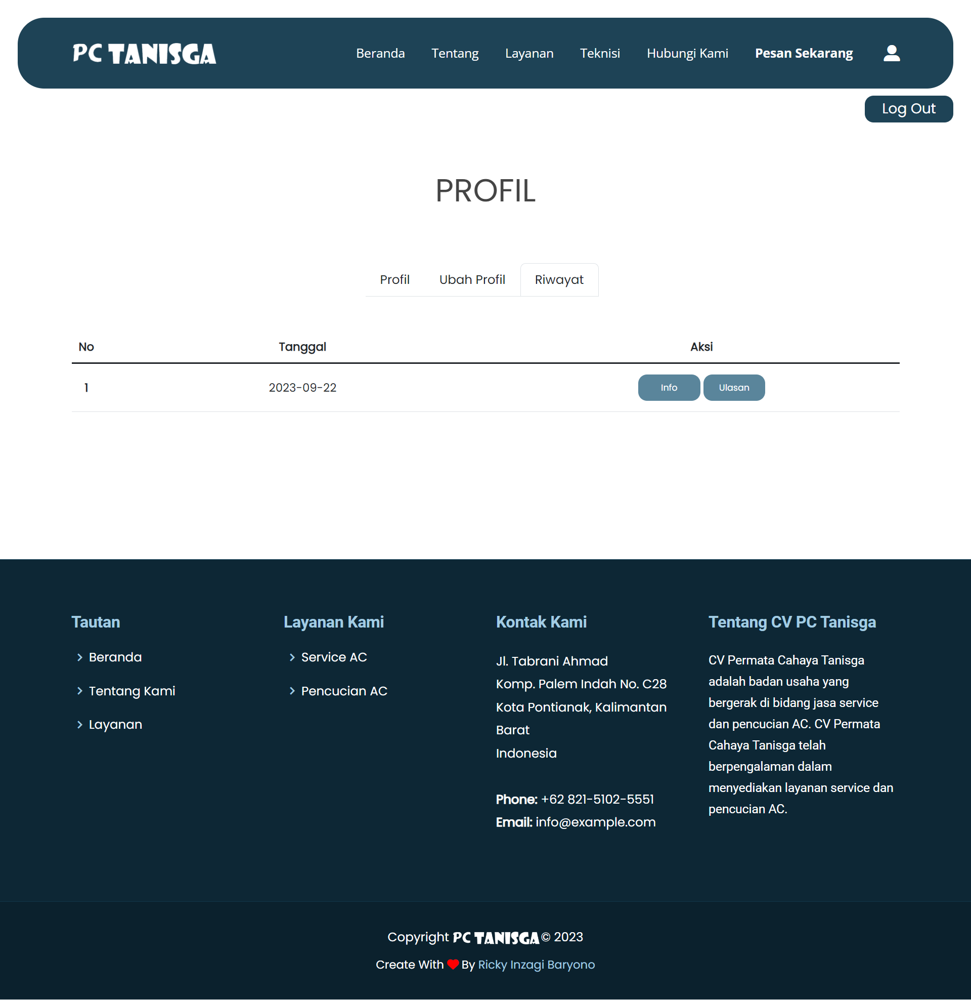 PC TANISGA
Beranda Tentang Layanan Teknisi Hubungi Kami Pesan Sekarang
Log Out
PROFIL
Profil Ubah Profil Riwayat
No Tanggal Aksi
1 2023-09-22 Info Ulasan
Tautan
Beranda
Tentang Kami
Layanan
Layanan Kami
Service AC
Pencucian AC
Kontak Kami
Jl. Tabrani Ahmad
Komp. Palem Indah No. C28
Kota Pontianak, Kalimantan
Barat
Indonesia
Phone: +62 821-5102-5551
Email: info@example.com
Tentang CV PC Tanisga
CV Permata Cahaya Tanisga
adalah badan usaha yang
bergerak di bidang jasa service
dan pencucian AC. CV Permata
Cahaya Tanisga telah
berpengalaman dalam
menyediakan layanan service dan
pencucian AC.
Copyright PC TANISGA © 2023
Create With ❤ By Ricky Inzagi Baryono